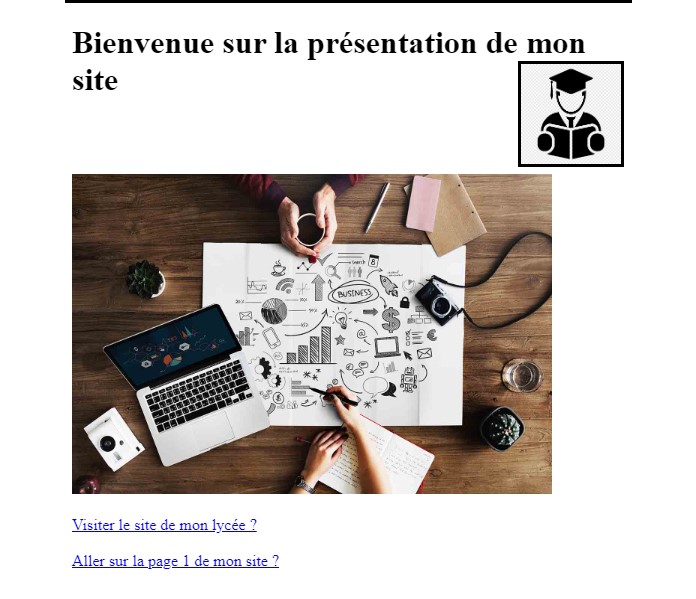 Bienvenue sur la présentation de mon
site
Search
BUSINESS
Visiter le site de mon lycée ?
Aller sur la page 1 de mon site ?